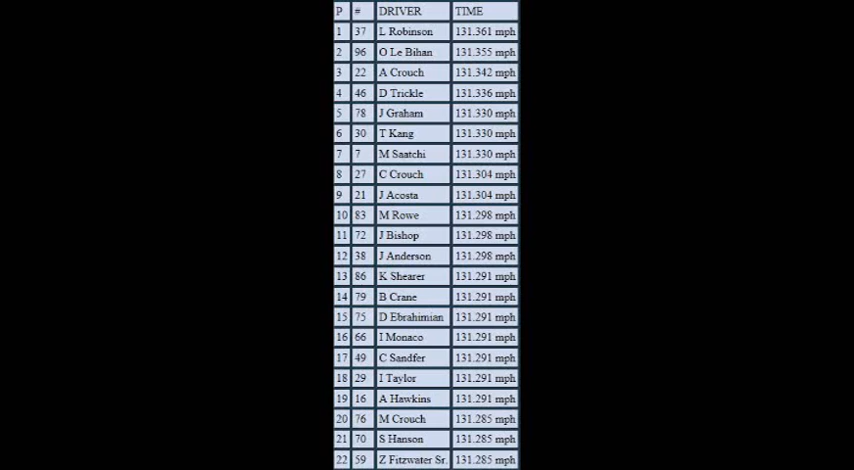 P # DRIVER TIME
1 37 L Robinson 131.361 mph
2 96 O Le Bihan 131.355 mph
3 22 A Crouch 131.342 mph
4 46 D Trickle 131.336 mph
5 78 J Graham 131.330 mph
6 30 T Kang 131.330 mph
7 7 M Saatchi 131.330 mph
8 27 C Crouch 131.304 mph
9 21 J Acosta 131.304 mph
10 83 M Rowe 131.298 mph
11 72 J Bishop 131.298 mph
12 38 J Anderson 131.298 mph
13 86 K Shearer 131.291 mph
14 79 B Crane 131.291 mph
15 75 D Ebrahimian 131.291 mph
16 66 I Monaco 131.291 mph
17 49 C Sandfer 131.291 mph
18 29 I Taylor 131.291 mph
19 16 A Hawkins 131.291 mph
20 76 M Crouch 131.285 mph
21 70 S Hanson 131.285 mph
22 59 Z Fitzwater Sr. 131.285 mph